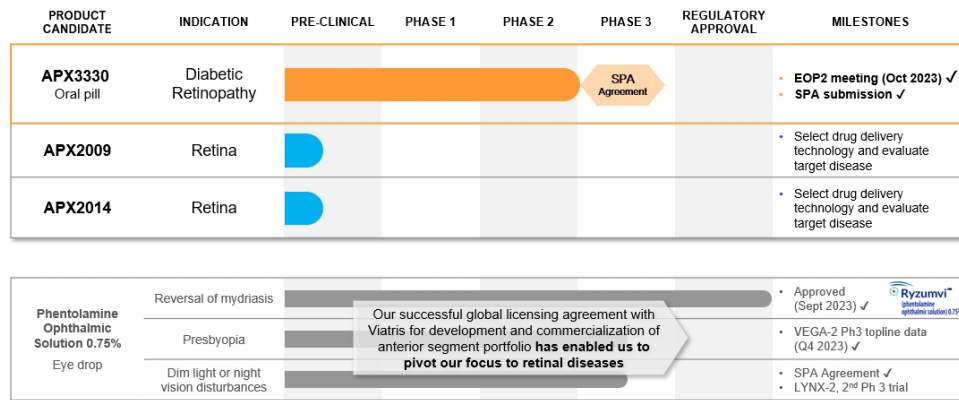 PRODUCT CANDIDATE
INDICATION
PRE-CLINICAL
PHASE 1
PHASE 2
PHASE 3
REGULATORY APPROVAL
MILESTONES
APX3330
Oral pill
Diabetic
Retinopathy
SPA
Agreement
• EOP2 meeting (Oct 2023) ✓
• SPA submission ✓
APX2009
Retina
• Select drug delivery
technology and evaluate
target disease
APX2014
Retina
• Select drug delivery
technology and evaluate
target disease
Phentolamine
Ophthalmic
Solution 0.75%
Eye drop
Reversal of mydriasis
• Approved
(Sept 2023) ✓
Ryzumvi™
(phentolamine
ophthalmic solution) 0.75%
Presbyopia
• VEGA-2 Ph3 topline data
(Q4 2023) ✓
Dim light or night
vision disturbances
• SPA Agreement ✓
• LYNX-2, 2nd Ph 3 trial
Our successful global licensing agreement with
Viatris for development and commercialization of
anterior segment portfolio has enabled us to
pivot our focus to retinal diseases